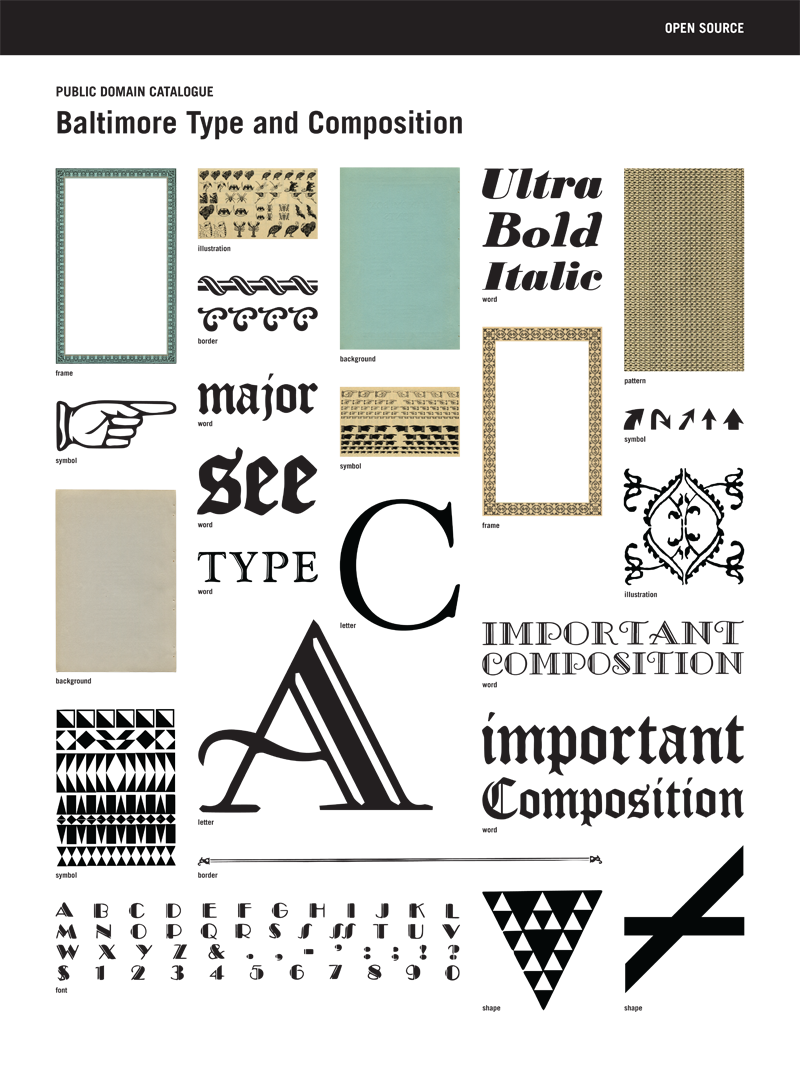 OPEN SOURCE
PUBLIC DOMAIN CATALOGUE
Baltimore Type and Composition
frame
illustration
border
background
Ultra
Bold
Italic
word
pattern
symbol
major
word
symbol
symbol
see
word
frame
TYPE
word
C
letter
illustration
background
IMPORTANT
COMPOSITION
word
A
letter
important
Composition
word
symbol
border
A B C D E F G H I J K L
M N O P Q R S T U V
W X Y Z & . , - ' : ; ! ?
$ 1 2 3 4 5 6 7 8 9 0
font
shape
shape